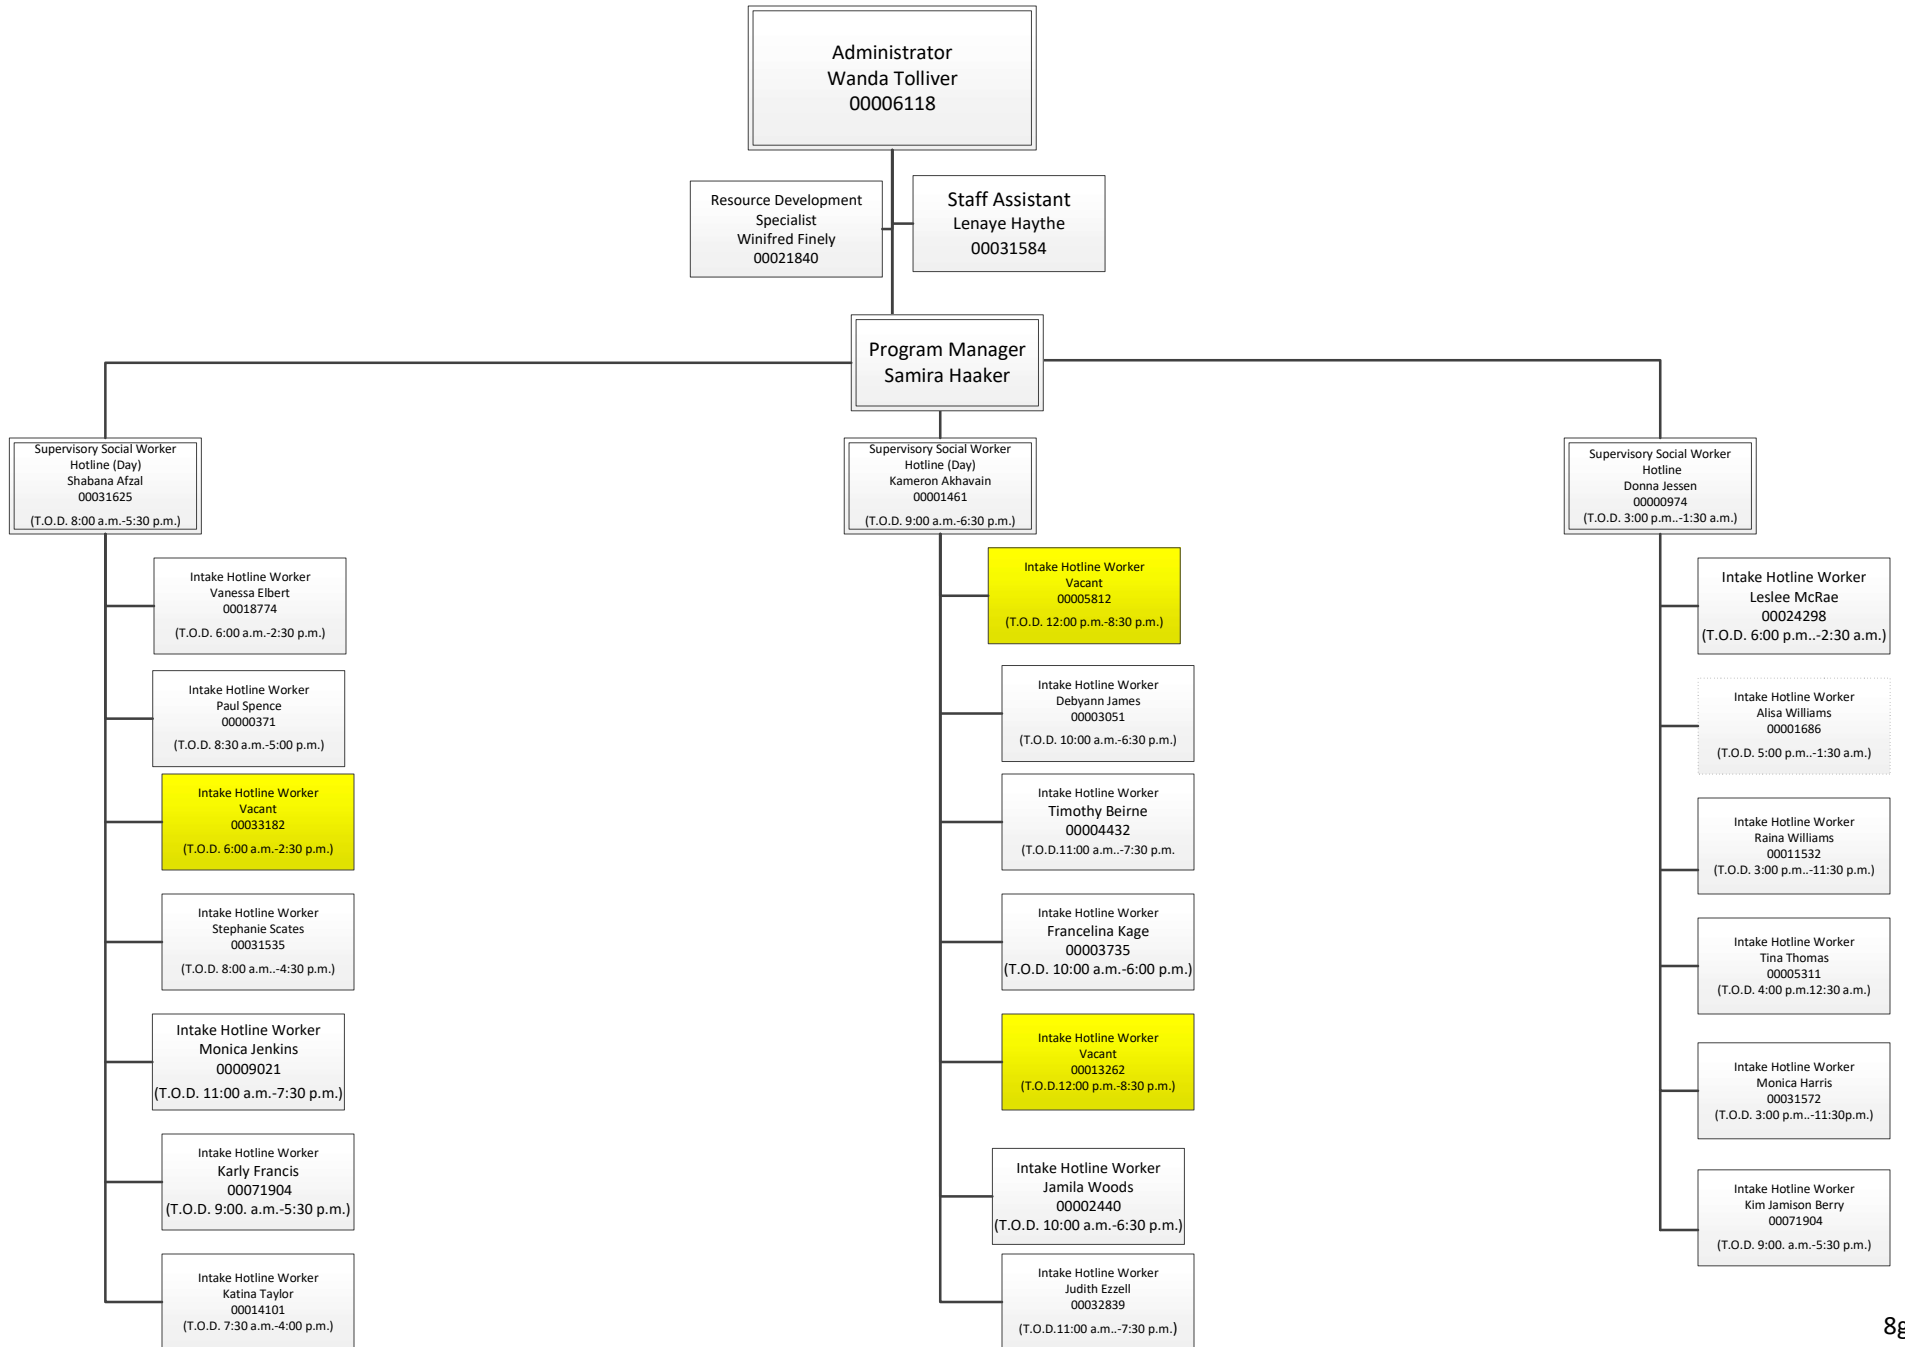 Administrator
Wanda Tolliver
00006118
Resource Development
Specialist
Winifred Finely
00021840
Staff Assistant
Lenaye Haythe
00031584
Program Manager
Samira Haaker
Supervisory Social Worker
Hotline (Day)
Shabana Afzal
00031625
(T.O.D. 8:00 a.m.-5:30 p.m.)
Intake Hotline Worker
Vanessa Elbert
00018774
(T.O.D. 6:00 a.m.-2:30 p.m.)
Intake Hotline Worker
Paul Spence
00000371
(T.O.D. 8:30 a.m.-5:00 p.m.)
Intake Hotline Worker
Vacant
00033182
(T.O.D. 6:00 a.m.-2:30 p.m.)
Intake Hotline Worker
Stephanie Scates
00031535
(T.O.D. 8:00 a.m..-4:30 p.m.)
Intake Hotline Worker
Monica Jenkins
00009021
(T.O.D. 11:00 a.m.-7:30 p.m.)
Intake Hotline Worker
Karly Francis
00071904
(T.O.D. 9:00. a.m.-5:30 p.m.)
Intake Hotline Worker
Katina Taylor
00014101
(T.O.D. 7:30 a.m.-4:00 p.m.)
Supervisory Social Worker
Hotline (Day)
Kameron Akhavain
00001461
(T.O.D. 9:00 a.m.-6:30 p.m.)
Intake Hotline Worker
Vacant
00005812
(T.O.D. 12:00 p.m.-8:30 p.m.)
Intake Hotline Worker
Debyann James
00003051
(T.O.D. 10:00 a.m.-6:30 p.m.)
Intake Hotline Worker
Timothy Beirne
00004432
(T.O.D.11:00 a.m..-7:30 p.m.
Intake Hotline Worker
Francelina Kage
00003735
(T.O.D. 10:00 a.m.-6:00 p.m.)
Intake Hotline Worker
Vacant
00013262
(T.O.D.12:00 p.m.-8:30 p.m.)
Intake Hotline Worker
Jamila Woods
00002440
(T.O.D. 10:00 a.m.-6:30 p.m.)
Intake Hotline Worker
Judith Ezzell
00032839
(T.O.D.11:00 a.m..-7:30 p.m.)
Supervisory Social Worker
Hotline
Donna Jessen
00000974
(T.O.D. 3:00 p.m..-1:30 a.m.)
Intake Hotline Worker
Leslee McRae
00024298
(T.O.D. 6:00 p.m..-2:30 a.m.)
Intake Hotline Worker
Alisa Williams
00001686
(T.O.D. 5:00 p.m..-1:30 a.m.)
Intake Hotline Worker
Raina Williams
00011532
(T.O.D. 3:00 p.m..-11:30 p.m.)
Intake Hotline Worker
Tina Thomas
00005311
(T.O.D. 4:00 p.m.12:30 a.m.)
Intake Hotline Worker
Monica Harris
00031572
(T.O.D. 3:00 p.m..-11:30p.m.)
Intake Hotline Worker
Kim Jamison Berry
00071904
(T.O.D. 9:00. a.m.-5:30 p.m.)
8g